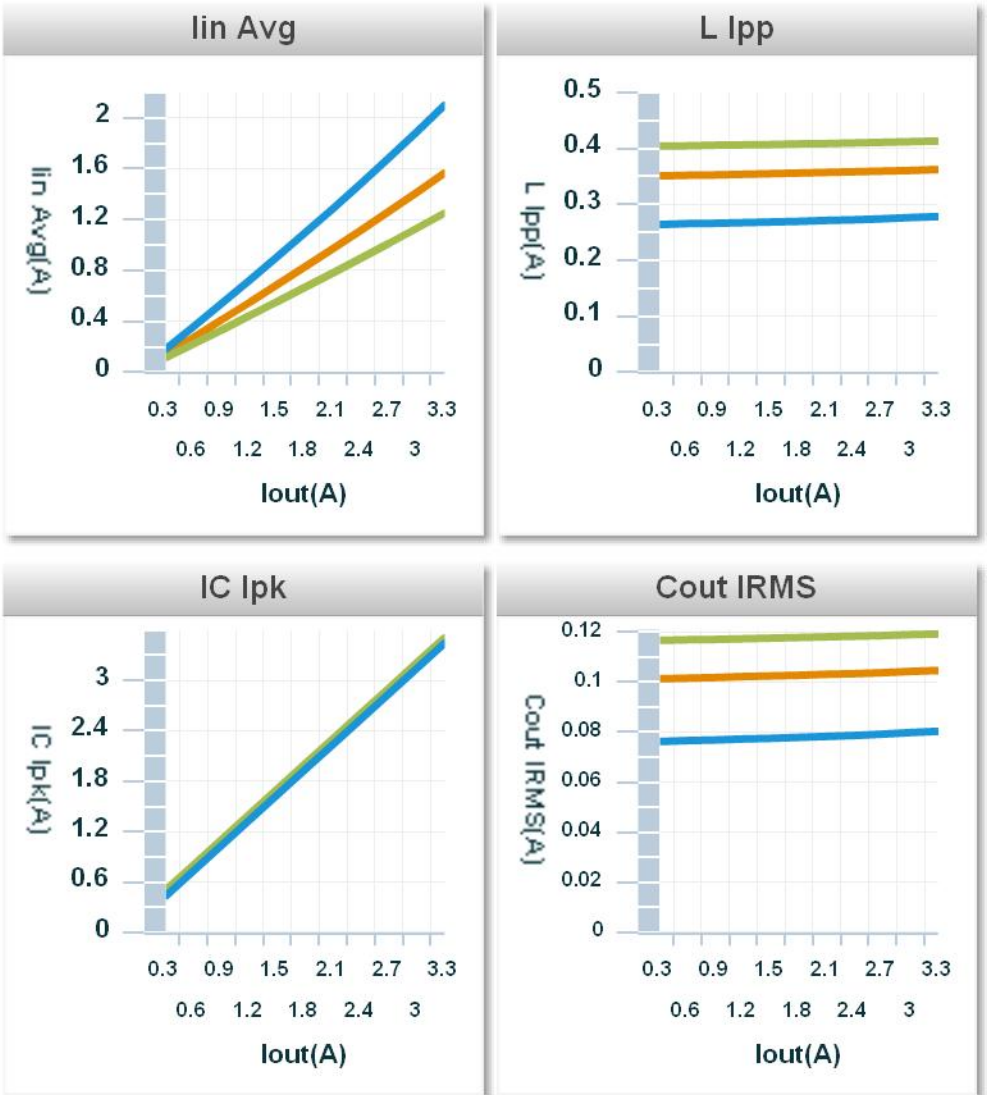 Iin Avg
2
1.6
1.2
0.8
0.4
0
Iin Avg(A)
0.3 0.9 1.5 2.1 2.7 3.3
0.6 1.2 1.8 2.4 3
Iout(A)
L Ipp
0.5
0.4
0.3
0.2
0.1
0
L Ipp(A)
0.3 0.9 1.5 2.1 2.7 3.3
0.6 1.2 1.8 2.4 3
Iout(A)
IC Ipk
3
2.4
1.8
1.2
0.6
0
IC Ipk(A)
0.3 0.9 1.5 2.1 2.7 3.3
0.6 1.2 1.8 2.4 3
Iout(A)
Cout IRMS
0.12
0.1
0.08
0.06
0.04
0.02
0
Cout IRMS(A)
0.3 0.9 1.5 2.1 2.7 3.3
0.6 1.2 1.8 2.4 3
Iout(A)